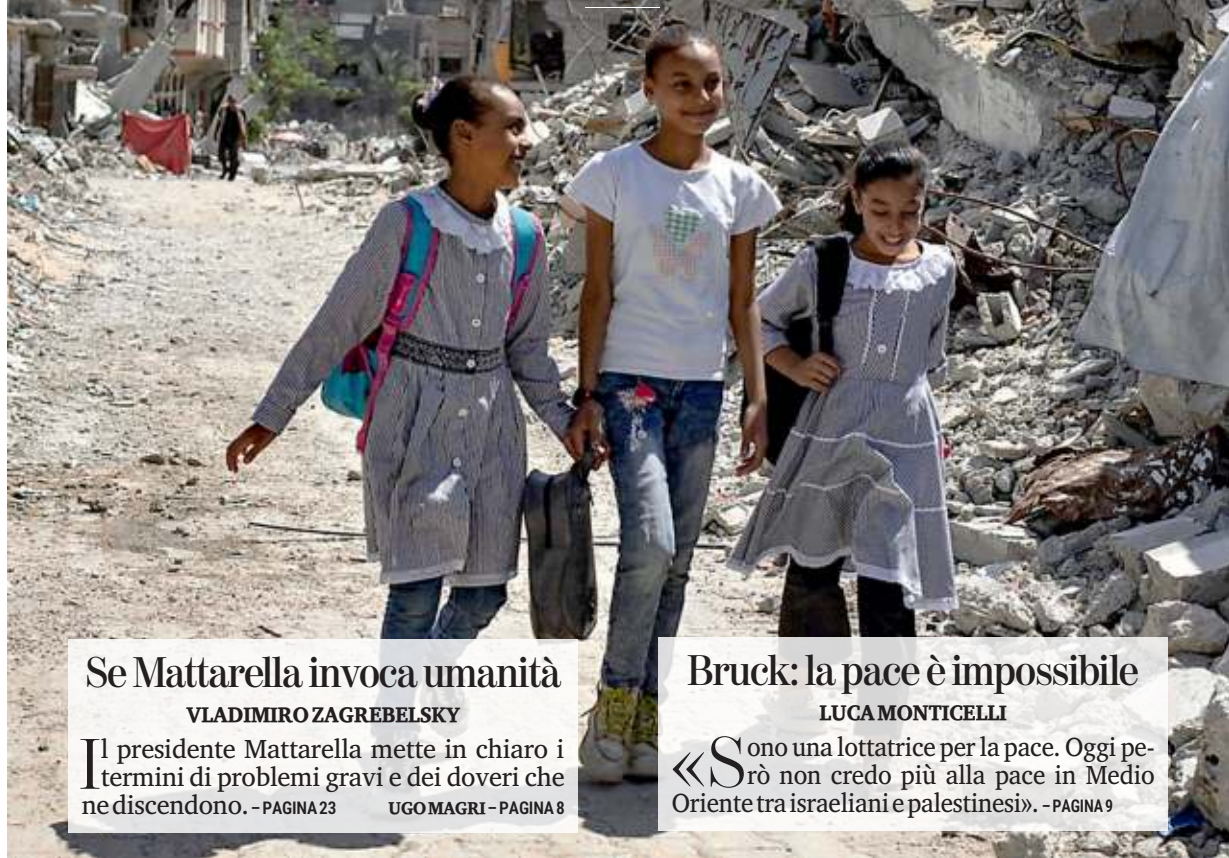 Se Mattarella invoca umanità
VLADIMIRO ZAGREBELSKY
Il presidente Mattarella mette in chiaro i
termini di problemi gravi e dei doveri che
ne discendono. – PAGINA 23 UGO MAGRI – PAGINA 8
Bruck: la pace è impossibile
LUCA MONTICELLI
«Sono una lottatrice per la pace. Oggi pe-
rò non credo più alla pace in Medio
Oriente tra israeliani e palestinesi». – PAGINA 9